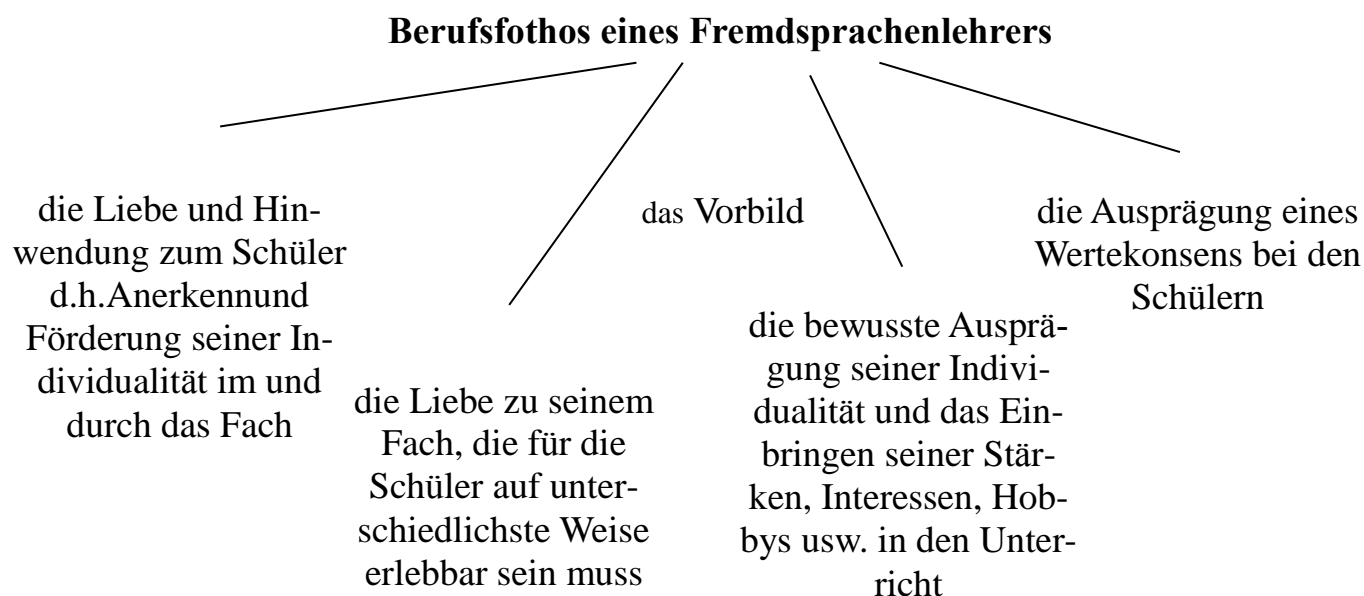 Berufsfothos eines Fremdsprachenlehrers
die Liebe und Hin-
wendung zum Schüler
d.h.Anerkennund
Förderung seiner In-
dividualität im und
durch das Fach
die Liebe zu seinem
Fach, die für die
Schüler auf unter-
schiedlichste Weise
erlebbar sein muss
das Vorbild
die bewusste Ausprä-
gung seiner Indivi-
dualität und das Ein-
bringen seiner Stär-
ken, Interessen, Hob-
bys usw. in den Unter-
richt
die Ausprägung eines
Wertekonsens bei den
Schülern